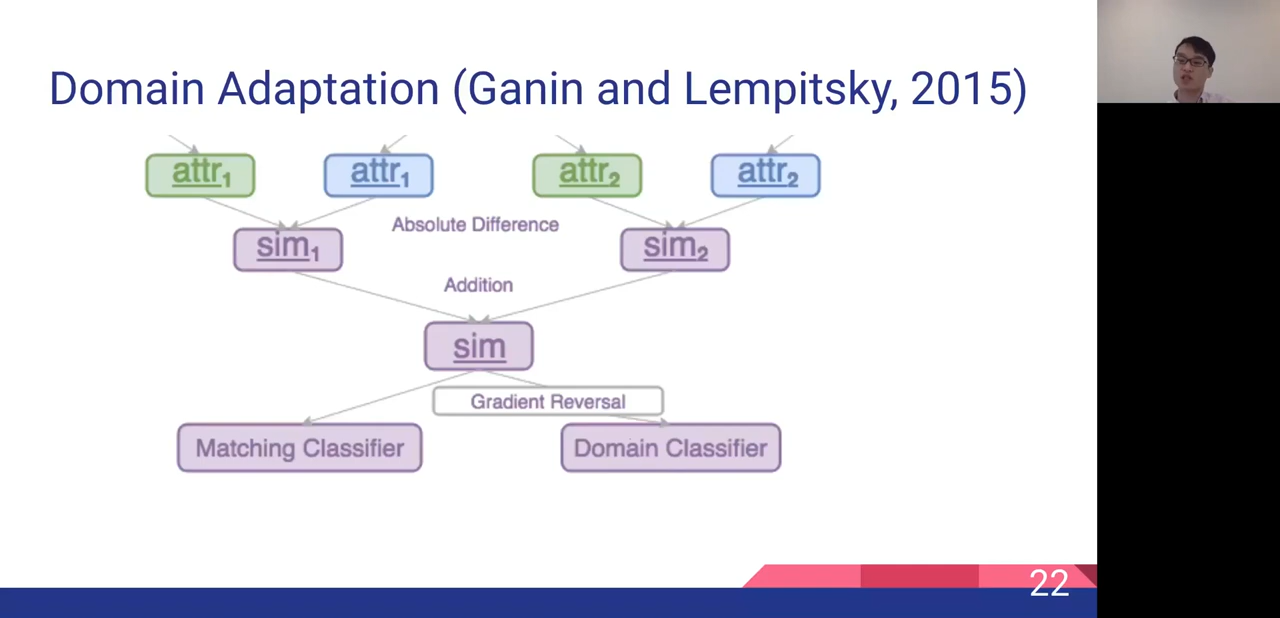 Domain Adaptation (Ganin and Lempitsky, 2015)
attr1 attr1 attr2 attr2
Absolute Difference
sim1 sim2
Addition
sim
Gradient Reversal
Matching Classifier Domain Classifier
22